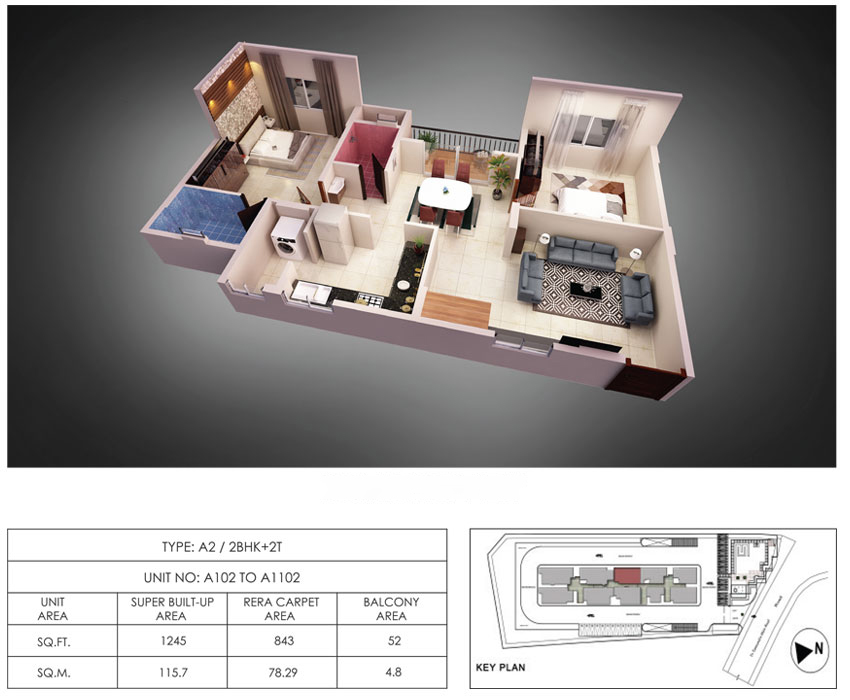 TYPE: A2 / 2BHK+2T
UNIT NO: A102 TO A1102
UNIT AREA SUPER BUILT-UP AREA RERA CARPET AREA BALCONY AREA
SQ.FT. 1245 843 52
SQ.M. 115.7 78.29 4.8
KEY PLAN
N